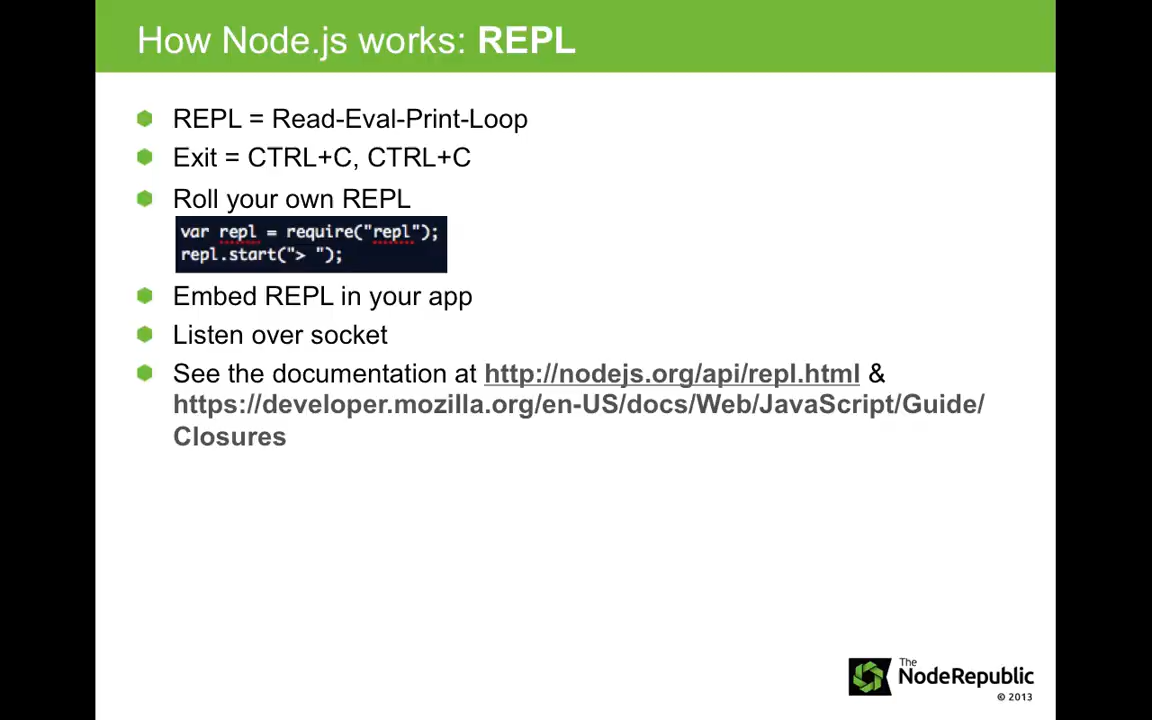 How Node.js works: REPL
REPL = Read-Eval-Print-Loop
Exit = CTRL+C, CTRL+C
Roll your own REPL
var repl = require("repl");
repl.start("> ");
Embed REPL in your app
Listen over socket
See the documentation at http://nodejs.org/api/repl.html &
https://developer.mozilla.org/en-US/docs/Web/JavaScript/Guide/
Closures
The
NodeRepublic
© 2013